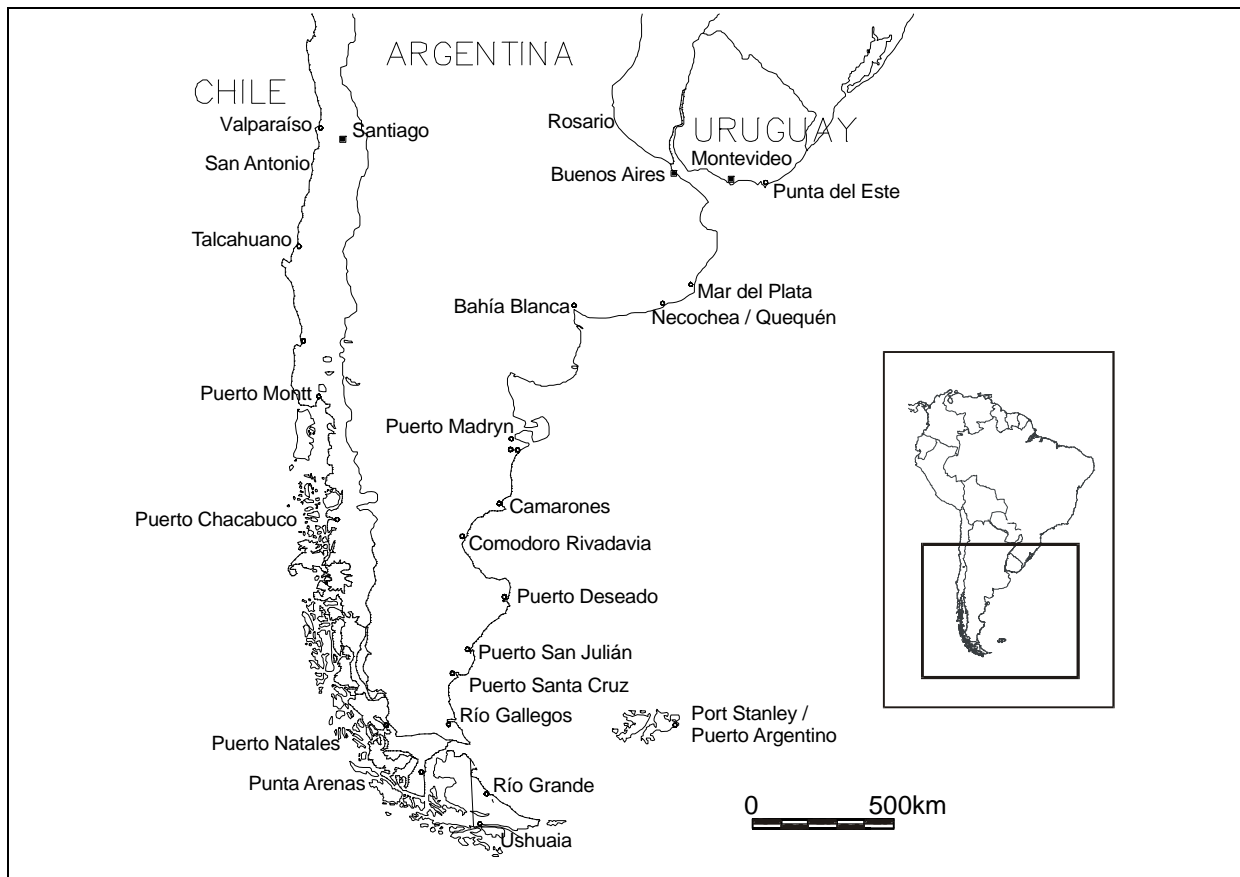 ARGENTINA
CHILE
Valparaíso
Santiago
San Antonio
Rosario
URUGUAY
Montevideo
Buenos Aires
Punta del Este
Talcahuano
Mar del Plata
Bahía Blanca
Necochea / Quequén
Puerto Montt
Puerto Madryn
Camarones
Puerto Chacabuco
Comodoro Rivadavia
Puerto Deseado
Puerto San Julián
Puerto Santa Cruz
Río Gallegos
Port Stanley /
Puerto Argentino
Puerto Natales
Punta Arenas
Río Grande
0 500km
Ushuaia